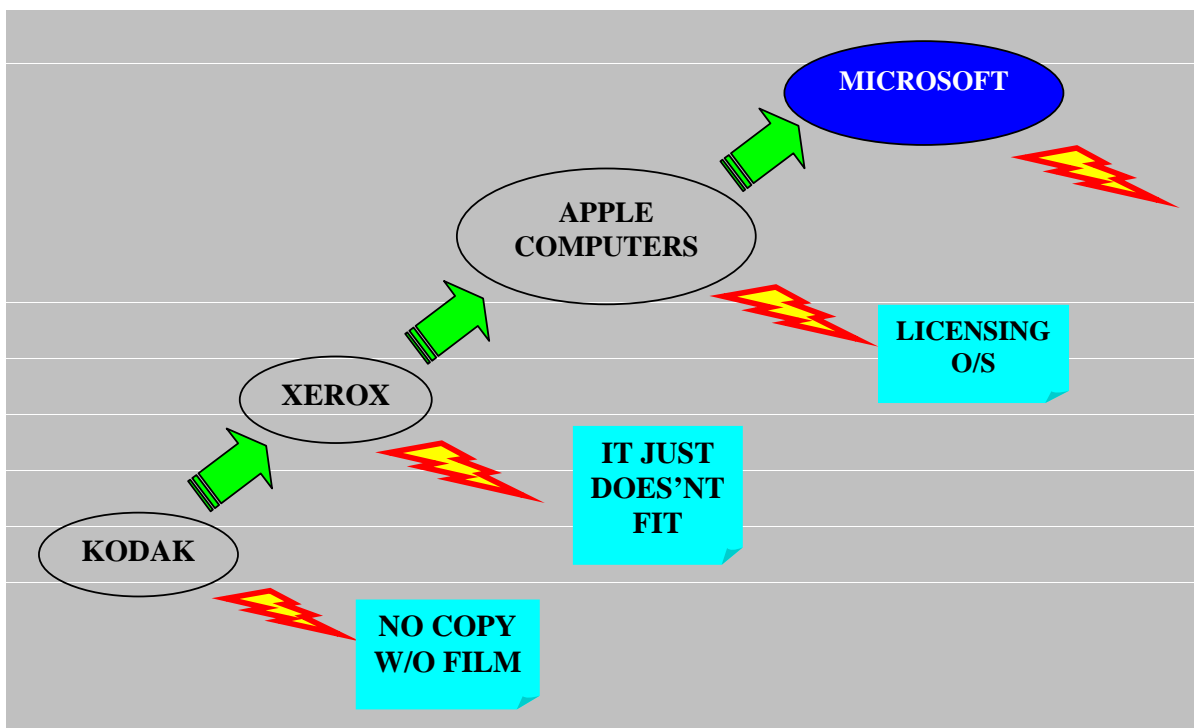 MICROSOFT
APPLE
COMPUTERS
LICENSING
O/S
XEROX
IT JUST
DOES’NT
FIT
KODAK
NO COPY
W/O FILM